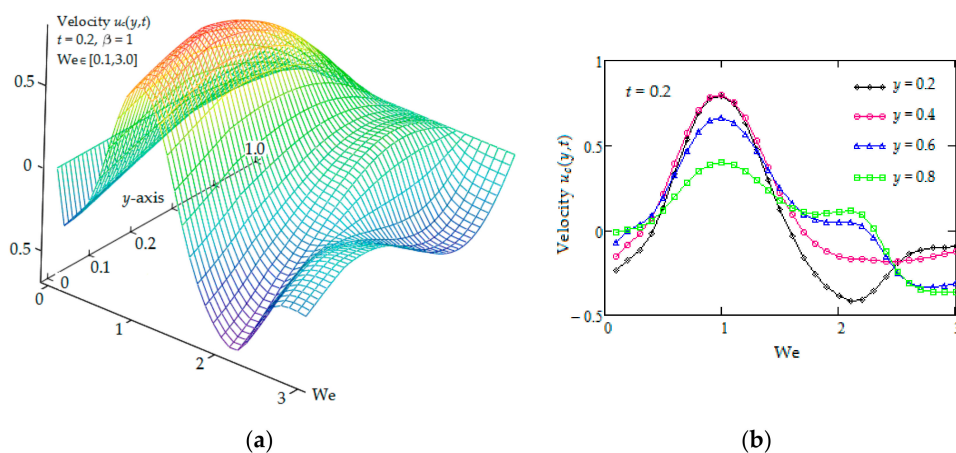 Velocity u_c(y,t)
t = 0.2, β = 1
We∈[0.1,3.0]
0.5
0
0.5
0
0
0.1
0.2
y-axis
1.0
1
2
3
We
(a)
1
0.5
0
−0.5
Velocity u_c(y,t)
t = 0.2
y = 0.2
y = 0.4
y = 0.6
y = 0.8
0
1
2
3
We
(b)